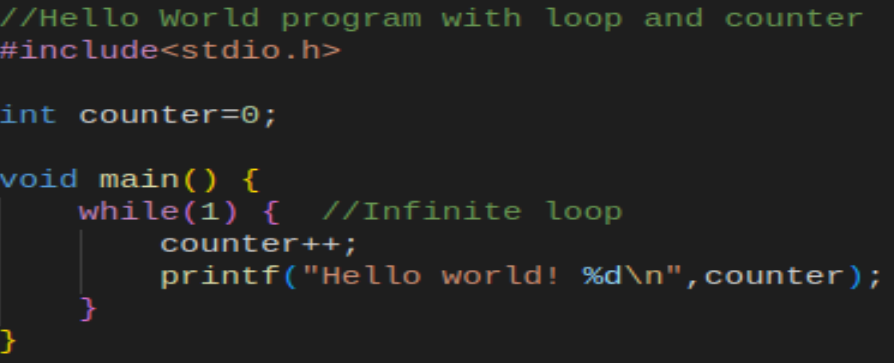 //Hello World program with loop and counter
#include<stdio.h>
int counter=0;
void main() {
while(1) {  //Infinite loop
counter++;
printf("Hello world! %d\n",counter);
}
}